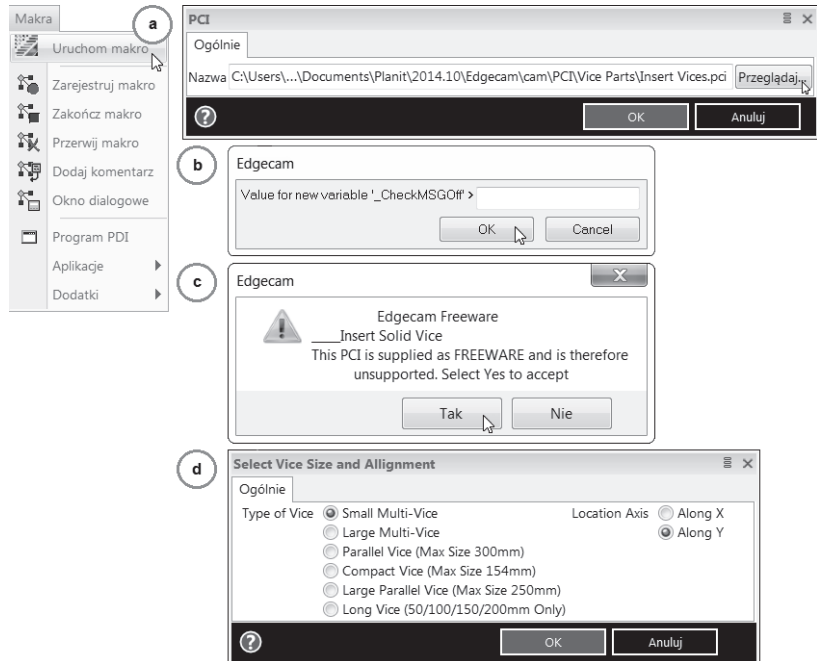 Makra
Uruchom makro
Zarejestruj makro
Zakończ makro
Przerwij makro
Dodaj komentarz
Okno dialogowe
Program PDI
Aplikacje
Dodatki
a
PCI
Ogólnie
Nazwa C:\Users\...\Documents\Planit\2014.10\Edgecam\cam\PCI\Vice Parts\Insert Vices.pci Przeglądaj...
? OK Anuluj
b
Edgecam
Value for new variable '_CheckMSGOff' >
OK Cancel
c
Edgecam
Edgecam Freeware
____Insert Solid Vice
This PCI is supplied as FREEWARE and is therefore
unsupported. Select Yes to accept
Tak Nie
d
Select Vice Size and Allignment
Ogólnie
Type of Vice Small Multi-Vice Location Axis Along X
Large Multi-Vice Along Y
Parallel Vice (Max Size 300mm)
Compact Vice (Max Size 154mm)
Large Parallel Vice (Max Size 250mm)
Long Vice (50/100/150/200mm Only)
? OK Anuluj